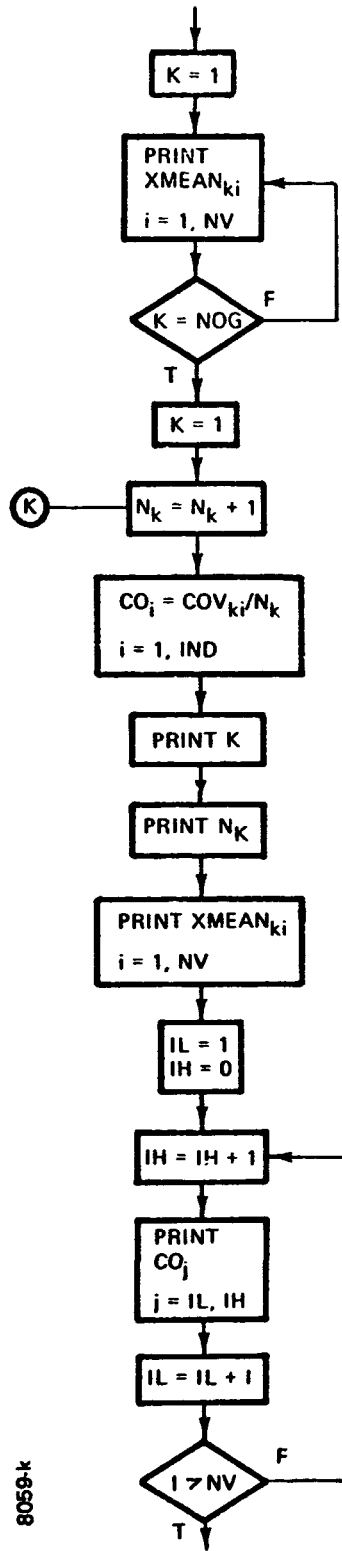 K = 1
PRINT
XMEANki
i = 1, NV
F
K = NOG
T
K = 1
K
Nk = Nk + 1
COi = COVki/Nk
i = 1, IND
PRINT K
PRINT NK
PRINT XMEANki
i = 1, NV
IL = 1
IH = 0
IH = IH + 1
PRINT
COj
j = IL, IH
IL = IL + I
F
I > NV
T
8059-k